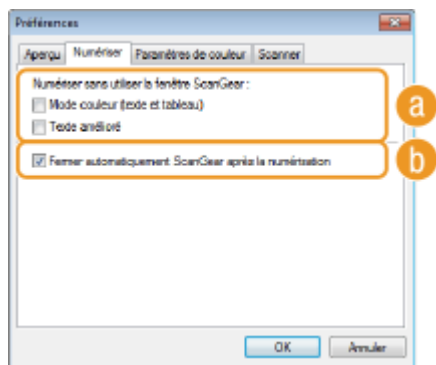 Préférences
Aperçu Numériser Paramètres de couleur Scanner
Numériser sans utiliser la fenêtre ScanGear :
Mode couleur (texte et tableau)
a
Texte amélioré
Fermer automatiquement ScanGear après la numérisation
b
OK Annuler